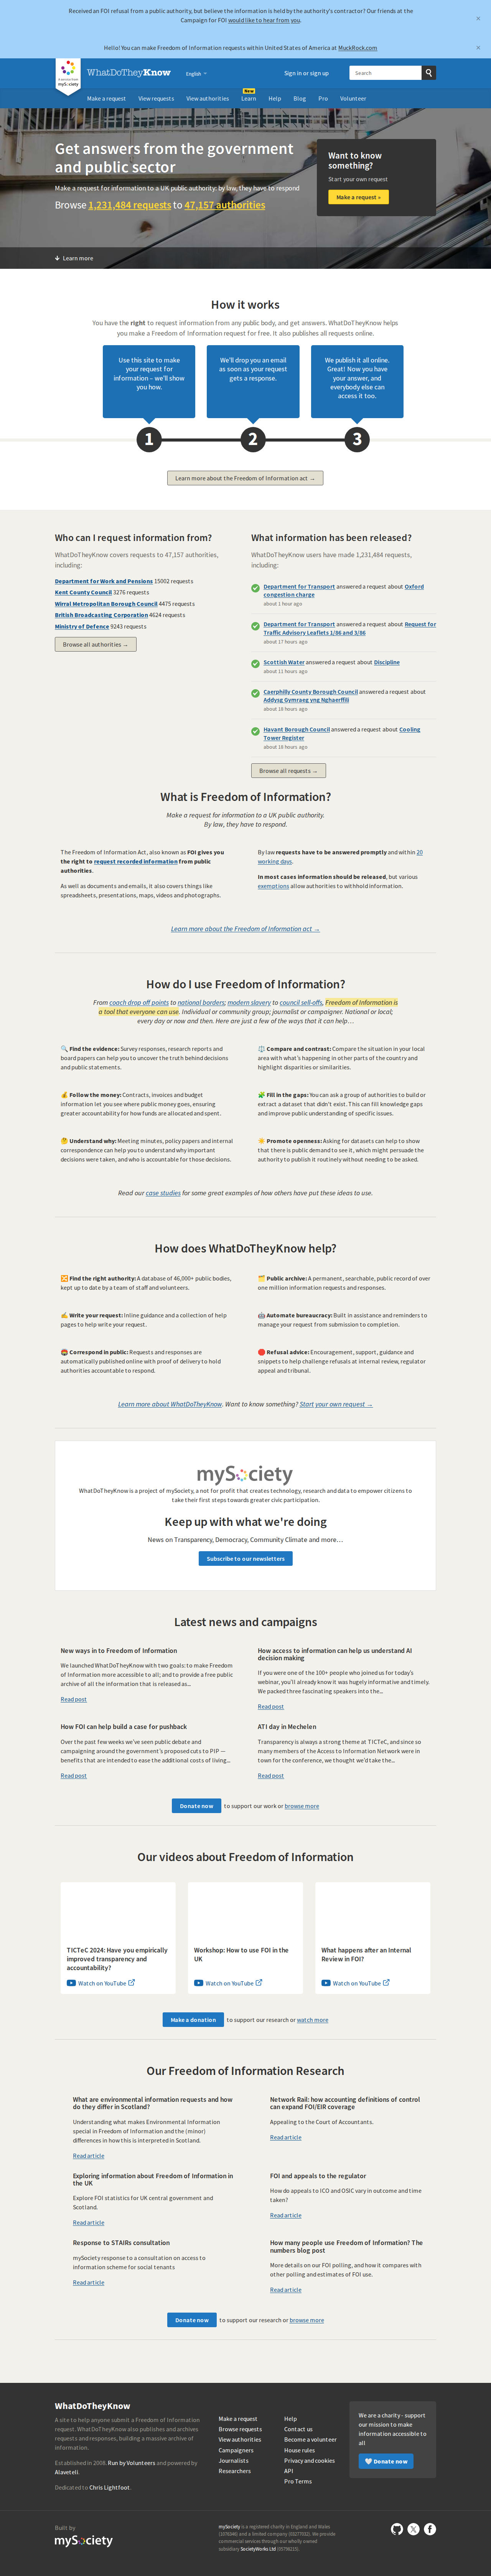 Received an FOI refusal from a public authority, but believe the information is held by the authority's contractor? Our friends at the
Campaign for FOI would like to hear from you.
×
Hello! You can make Freedom of Information requests within United States of America at MuckRock.com
×
WhatDoTheyKnow
English
Sign in or sign up
Search
a mySociety service
New
Make a request
View requests
View authorities
Learn
Help
Blog
Pro
Volunteer
Get answers from the government
and public sector
Make a request for information to a UK public authority: by law, they have to respond
Browse 1,231,484 requests to 47,157 authorities
Want to know
something?
Start your own request
Make a request »
Learn more
How it works
You have the right to request information from any public body, and get answers. WhatDoTheyKnow helps
you make a Freedom of Information request for free. It also publishes all requests online.
Use this site to make
your request for
information – we'll show
you how.
We'll drop you an email
as soon as your request
gets a response.
We publish it all online.
Great! Now you have
your answer, and
everybody else can
access it too.
1
2
3
Learn more about the Freedom of Information act →
Who can I request information from?
WhatDoTheyKnow covers requests to 47,157 authorities,
including:
Department for Work and Pensions 15002 requests
Kent County Council 3276 requests
Wirral Metropolitan Borough Council 4475 requests
British Broadcasting Corporation 4624 requests
Ministry of Defence 9243 requests
Browse all authorities →
What information has been released?
WhatDoTheyKnow users have made 1,231,484 requests,
including:
Department for Transport answered a request about Oxford
congestion charge
about 1 hour ago
Department for Transport answered a request about Request for
Traffic Advisory Leaflets 1/86 and 3/86
about 17 hours ago
Scottish Water answered a request about Discipline
about 11 hours ago
Caerphilly County Borough Council answered a request about
Addysg Gymraeg yng Nghaerffili
about 18 hours ago
Havant Borough Council answered a request about Cooling
Tower Register
about 18 hours ago
Browse all requests →
What is Freedom of Information?
Make a request for information to a UK public authority.
By law, they have to respond.
The Freedom of Information Act, also known as FOI gives you
the right to request recorded information from public
authorities.
As well as documents and emails, it also covers things like
spreadsheets, presentations, maps, videos and photographs.
By law requests have to be answered promptly and within 20
working days.
In most cases information should be released, but various
exemptions allow authorities to withhold information.
Learn more about the Freedom of Information act →
How do I use Freedom of Information?
From coach drop off points to national borders; modern slavery to council sell-offs, Freedom of Information is
a tool that everyone can use. Individual or community group; journalist or campaigner. National or local;
every day or now and then. Here are just a few of the ways that it can help…
🔍 Find the evidence: Survey responses, research reports and
board papers can help you to uncover the truth behind decisions
and public statements.
⚖️ Compare and contrast: Compare the situation in your local
area with what's happening in other parts of the country and
highlight disparities or similarities.
💰 Follow the money: Contracts, invoices and budget
information let you see where public money goes, ensuring
greater accountability for how funds are allocated and spent.
🧩 Fill in the gaps: You can ask a group of authorities to build or
extract a dataset that didn't exist. This can fill knowledge gaps
and improve public understanding of specific issues.
🤔 Understand why: Meeting minutes, policy papers and internal
correspondence can help you to understand why important
decisions were taken, and who is accountable for those decisions.
☀️ Promote openness: Asking for datasets can help to show
that there is public demand to see it, which might persuade the
authority to publish it routinely without needing to be asked.
Read our case studies for some great examples of how others have put these ideas to use.
How does WhatDoTheyKnow help?
🔀 Find the right authority: A database of 46,000+ public bodies,
kept up to date by a team of staff and volunteers.
🗂️ Public archive: A permanent, searchable, public record of over
one million information requests and responses.
✍️ Write your request: Inline guidance and a collection of help
pages to help write your request.
🤖 Automate bureaucracy: Built in assistance and reminders to
manage your request from submission to completion.
📮 Correspond in public: Requests and responses are
automatically published online with proof of delivery to hold
authorities accountable to respond.
🛑 Refusal advice: Encouragement, support, guidance and
snippets to help challenge refusals at internal review, regulator
appeal and tribunal.
Learn more about WhatDoTheyKnow. Want to know something? Start your own request →
mySociety
WhatDoTheyKnow is a project of mySociety, a not for profit that creates technology, research and data to empower citizens to
take their first steps towards greater civic participation.
Keep up with what we're doing
News on Transparency, Democracy, Community Climate and more…
Subscribe to our newsletters
Latest news and campaigns
New ways in to Freedom of Information
We launched WhatDoTheyKnow with two goals: to make Freedom
of Information more accessible to all; and to provide a free public
archive of all the information that is released as...
Read post
How access to information can help us understand AI
decision making
If you were one of the 100+ people who joined us for today's
webinar, you'll already know it was hugely informative and timely.
We packed three fascinating speakers into the...
Read post
How FOI can help build a case for pushback
Over the past few weeks we've seen public debate and
campaigning around the government's proposed cuts to PIP —
benefits that are intended to ease the additional costs of living...
Read post
ATI day in Mechelen
Transparency is always a strong theme at TICTeC, and since so
many members of the Access to Information Network were in
town for the conference, we thought we'd take the...
Read post
Donate now to support our work or browse more
Our videos about Freedom of Information
TICTeC 2024: Have you empirically
improved transparency and
accountability?
Watch on YouTube
Workshop: How to use FOI in the
UK
Watch on YouTube
What happens after an Internal
Review in FOI?
Watch on YouTube
Make a donation to support our research or watch more
Our Freedom of Information Research
What are environmental information requests and how
do they differ in Scotland?
Understanding what makes Environmental Information
special in Freedom of Information and the (minor)
differences in how this is interpreted in Scotland.
Read article
Network Rail: how accounting definitions of control
can expand FOI/EIR coverage
Appealing to the Court of Accountants.
Read article
Exploring information about Freedom of Information in
the UK
Explore FOI statistics for UK central government and
Scotland.
Read article
FOI and appeals to the regulator
How do appeals to ICO and OSIC vary in outcome and time
taken?
Read article
Response to STAIRs consultation
mySociety response to a consultation on access to
information scheme for social tenants
Read article
How many people use Freedom of Information? The
numbers blog post
More details on our FOI polling, and how it compares with
other polling and estimates of FOI use.
Read article
Donate now to support our research or browse more
WhatDoTheyKnow
A site to help anyone submit a Freedom of Information
request. WhatDoTheyKnow also publishes and archives
requests and responses, building a massive archive of
information.
Established in 2008. Run by Volunteers and powered by
Alaveteli.
Dedicated to Chris Lightfoot.
Make a request
Browse requests
View authorities
Campaigners
Journalists
Researchers
Help
Contact us
Become a volunteer
House rules
Privacy and cookies
API
Pro Terms
We are a charity - support
our mission to make
information accessible to
all
🤍 Donate now
Built by
mySociety
mySociety is a registered charity in England and Wales
(1076346) and a limited company (03277032). We provide
commercial services through our wholly owned
subsidiary SocietyWorks Ltd (05798215).